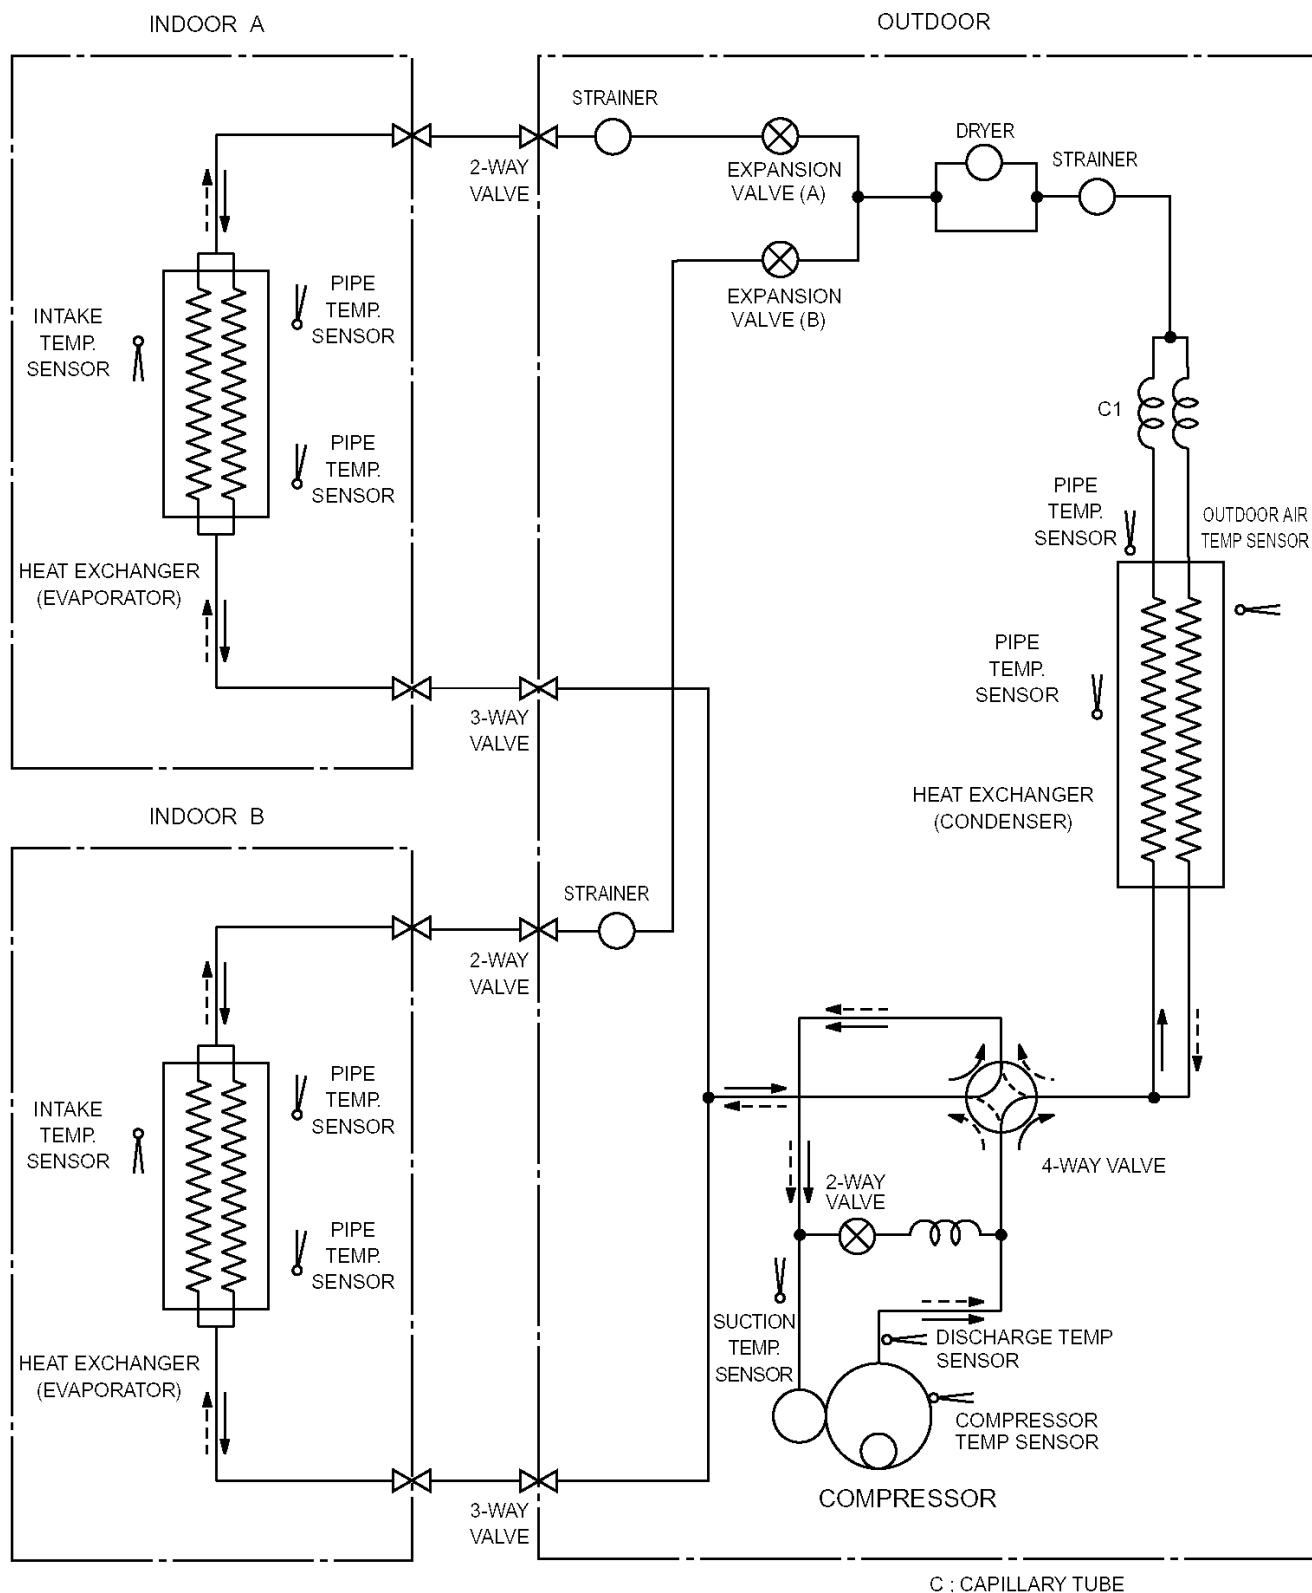 INDOOR A
OUTDOOR
STRAINER
2-WAY
VALVE
EXPANSION
VALVE (A)
DRYER
STRAINER
EXPANSION
VALVE (B)
INTAKE
TEMP.
SENSOR
PIPE
TEMP.
SENSOR
PIPE
TEMP.
SENSOR
HEAT EXCHANGER
(EVAPORATOR)
3-WAY
VALVE
C1
PIPE
TEMP.
SENSOR
OUTDOOR AIR
TEMP SENSOR
PIPE
TEMP.
SENSOR
HEAT EXCHANGER
(CONDENSER)
INDOOR B
STRAINER
2-WAY
VALVE
INTAKE
TEMP.
SENSOR
PIPE
TEMP.
SENSOR
PIPE
TEMP.
SENSOR
HEAT EXCHANGER
(EVAPORATOR)
3-WAY
VALVE
4-WAY VALVE
2-WAY
VALVE
SUCTION
TEMP.
SENSOR
DISCHARGE TEMP
SENSOR
COMPRESSOR
TEMP SENSOR
COMPRESSOR
C ; CAPILLARY TUBE